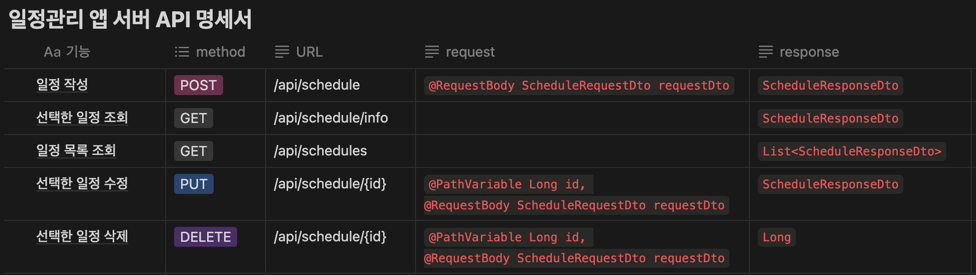 일정관리 앱 서버 API 명세서
Aa 기능 method URL request response
일정 작성 POST /api/schedule @RequestBody ScheduleRequestDto requestDto ScheduleResponseDto
선택한 일정 조회 GET /api/schedule/info ScheduleResponseDto
일정 목록 조회 GET /api/schedules List<ScheduleResponseDto>
선택한 일정 수정 PUT /api/schedule/{id} @PathVariable Long id, ScheduleResponseDto
@RequestBody ScheduleRequestDto requestDto
선택한 일정 삭제 DELETE /api/schedule/{id} @PathVariable Long id, Long
@RequestBody ScheduleRequestDto requestDto